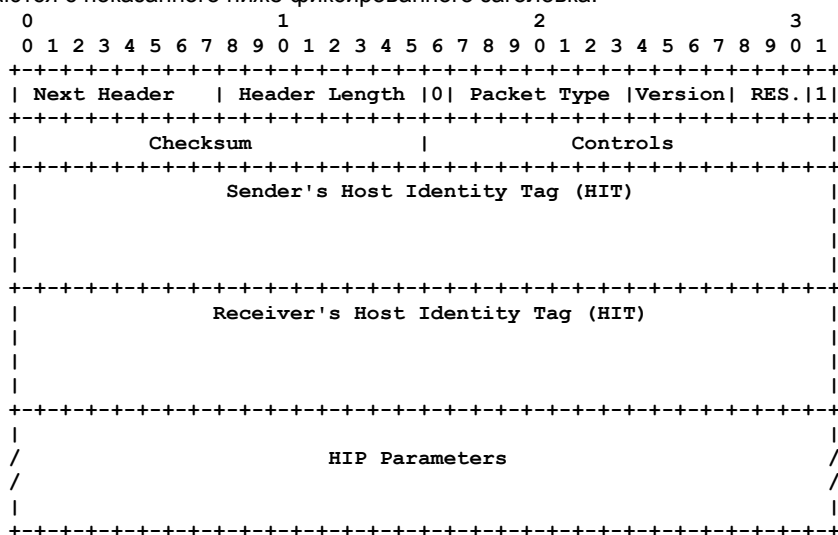 ются с показанного ниже фиксированного заголовка.
0                   1                   2                   3
0 1 2 3 4 5 6 7 8 9 0 1 2 3 4 5 6 7 8 9 0 1 2 3 4 5 6 7 8 9 0 1
+-+-+-+-+-+-+-+-+-+-+-+-+-+-+-+-+-+-+-+-+-+-+-+-+-+-+-+-+-+-+-+-+
| Next Header   | Header Length |0| Packet Type |Version| RES.|1|
+-+-+-+-+-+-+-+-+-+-+-+-+-+-+-+-+-+-+-+-+-+-+-+-+-+-+-+-+-+-+-+-+
|          Checksum             |           Controls            |
+-+-+-+-+-+-+-+-+-+-+-+-+-+-+-+-+-+-+-+-+-+-+-+-+-+-+-+-+-+-+-+-+
|                Sender's Host Identity Tag (HIT)               |
|                                                               |
|                                                               |
|                                                               |
+-+-+-+-+-+-+-+-+-+-+-+-+-+-+-+-+-+-+-+-+-+-+-+-+-+-+-+-+-+-+-+-+
|               Receiver's Host Identity Tag (HIT)              |
|                                                               |
|                                                               |
|                                                               |
+-+-+-+-+-+-+-+-+-+-+-+-+-+-+-+-+-+-+-+-+-+-+-+-+-+-+-+-+-+-+-+-+
|                                                               |
/                        HIP Parameters                         /
/                                                               /
|                                                               |
+-+-+-+-+-+-+-+-+-+-+-+-+-+-+-+-+-+-+-+-+-+-+-+-+-+-+-+-+-+-+-+-+